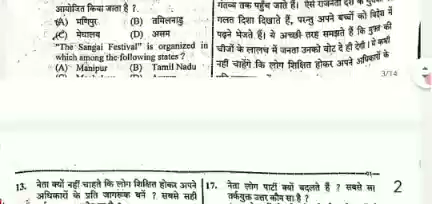 आयोजित किया जाता है ?
(A) मणिपुर (B) तमिलनाडु
(C) मेघालय (D) असम
"The Sangai Festival" is organized in
which among the following states ?
(A) Manipur (B) Tamil Nadu
गंतव्य तक पहुँच जाते हैं।
गलत दिशा दिखाते हैं, परन्तु अपने बच्चों को विदेश में
पढ़ने भेजते हैं। ये अच्छी तरह समझते हैं कि मुफ्त की
चीजों के लालच में जनता उनको वोट दे ही देगी। ये कभी
नहीं चाहेंगे कि लोग शिक्षित होकर अपने अधिकारों के
3/14
13. नेता क्यों नहीं चाहते कि लोग शिक्षित होकर अपने
अधिकारों के प्रति जागरूक बनें ? सबसे सही
17. नेता लोग पार्टी क्यों बदलते हैं ? सबसे सा
तर्कयुक्त उत्तर कौन सा है ?
2